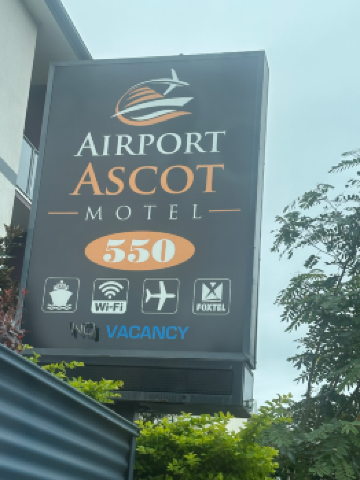 AIRPORT
ASCOT
MOTEL
550
Wi-Fi FOXTEL
NO VACANCY